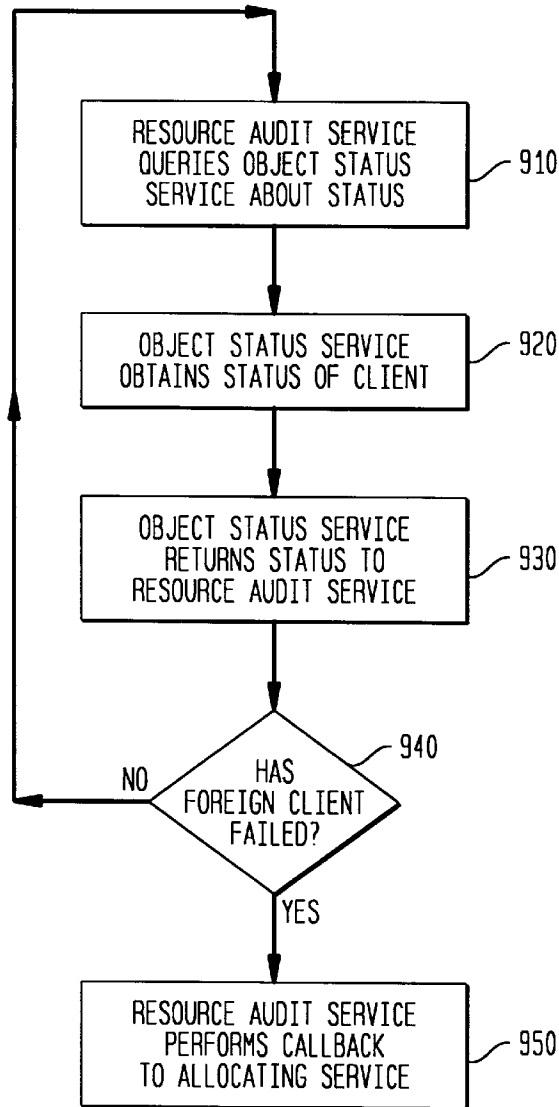 RESOURCE AUDIT SERVICE
QUERIES OBJECT STATUS
SERVICE ABOUT STATUS
910
OBJECT STATUS SERVICE
OBTAINS STATUS OF CLIENT
920
OBJECT STATUS SERVICE
RETURNS STATUS TO
RESOURCE AUDIT SERVICE
930
940
HAS
FOREIGN CLIENT
FAILED?
NO
YES
RESOURCE AUDIT SERVICE
PERFORMS CALLBACK
TO ALLOCATING SERVICE
950